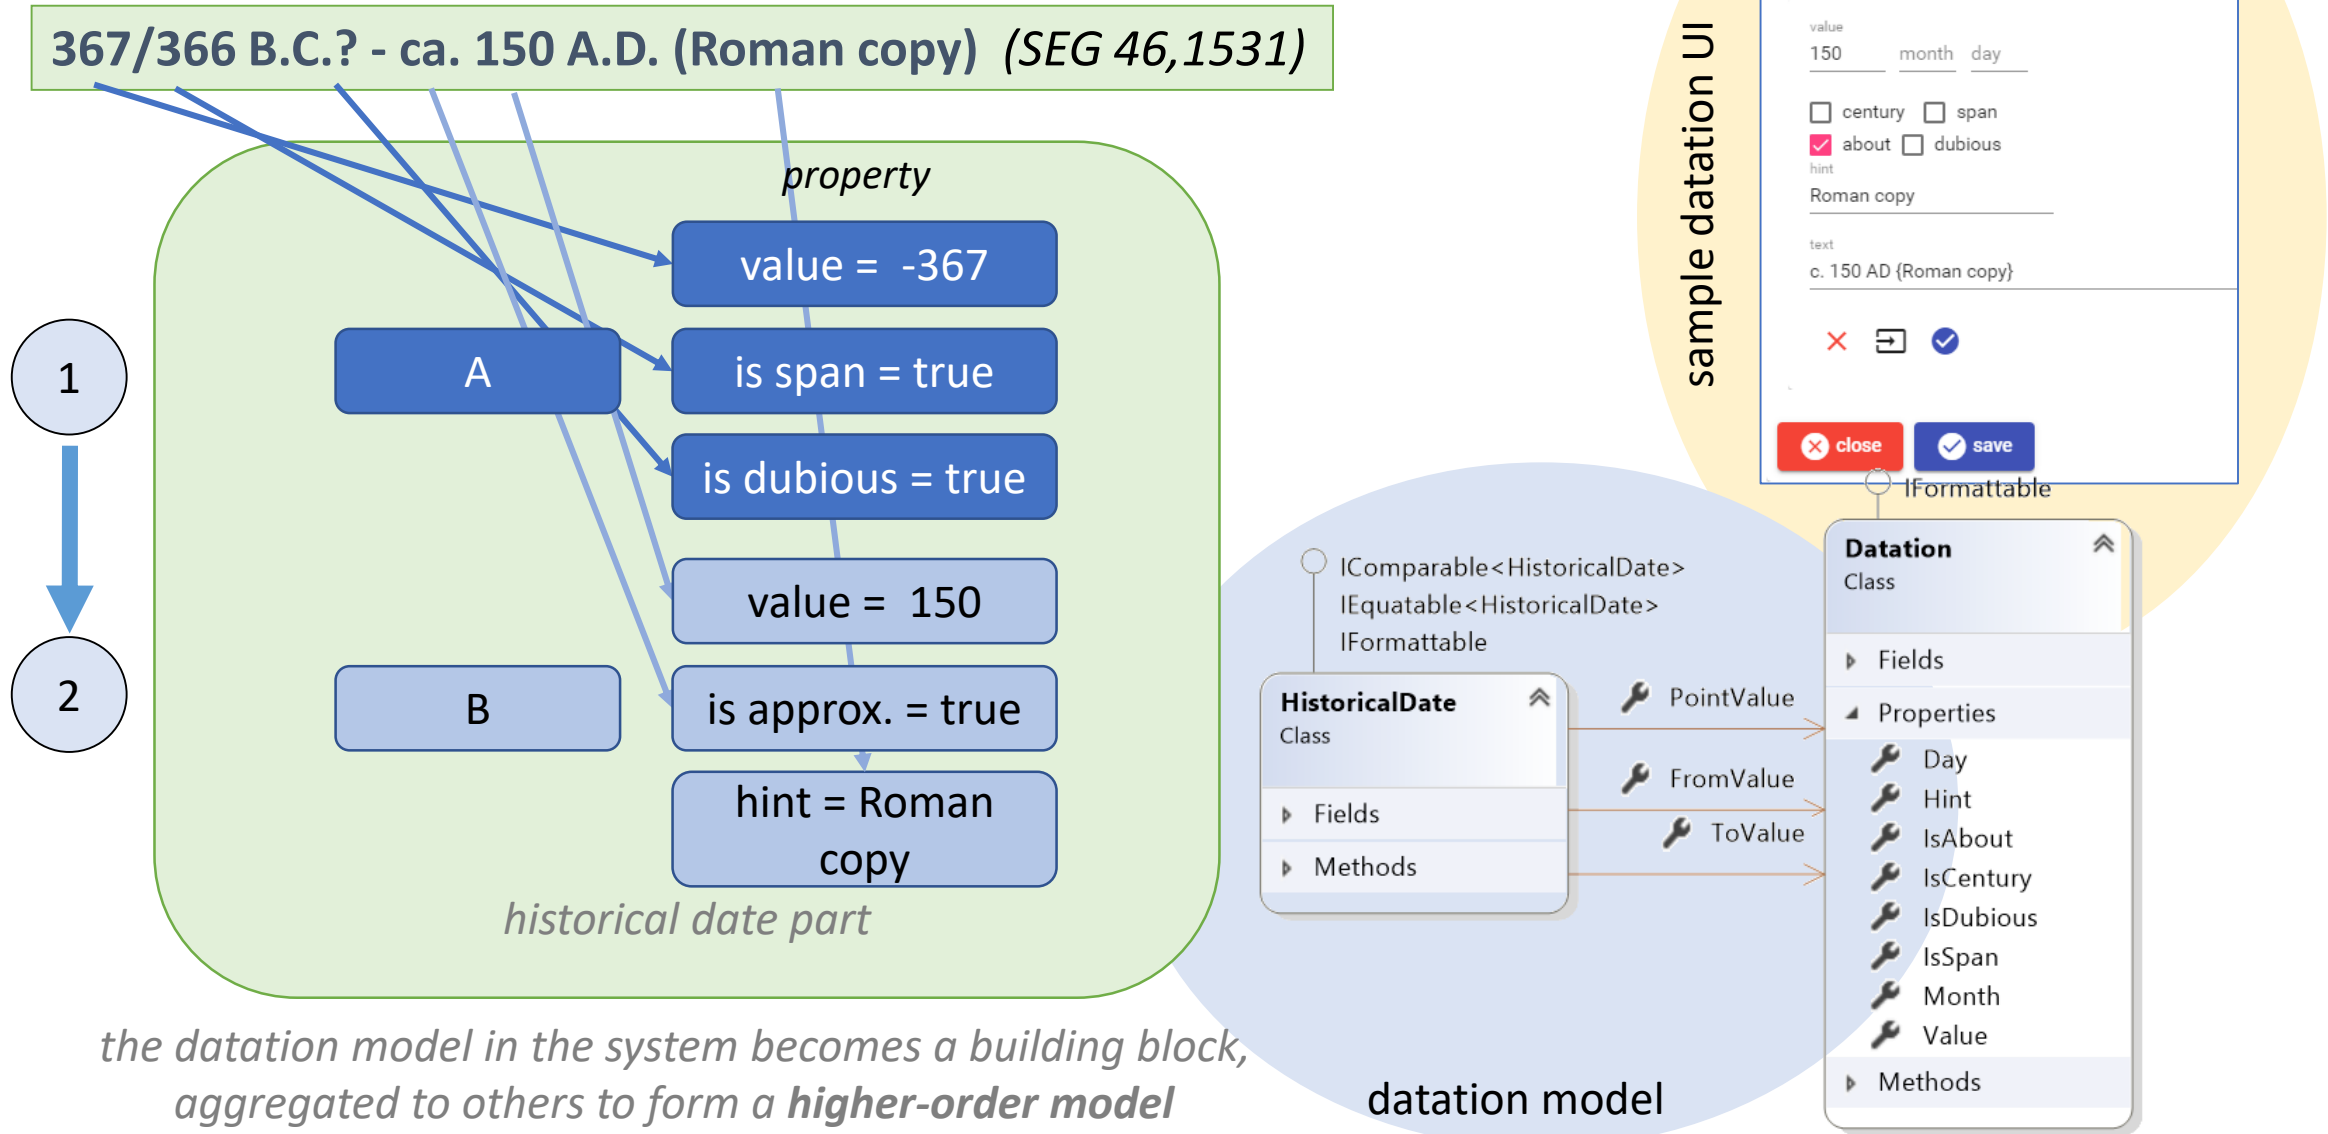 367/366 B.C.? - ca. 150 A.D. (Roman copy) (SEG 46,1531)
property
value = -367
A
is span = true
is dubious = true
value = 150
B
is approx. = true
hint = Roman
copy
historical date part
1
2
the datation model in the system becomes a building block,
aggregated to others to form a higher-order model
sample datation UI
value
150 month day
century span
about dubious
hint
Roman copy
text
c. 150 AD {Roman copy}
close save
IFormattable
Datation
Class
Fields
Properties
Day
Hint
IsAbout
IsCentury
IsDubious
IsSpan
Month
Value
Methods
IComparable<HistoricalDate>
IEquatable<HistoricalDate>
IFormattable
HistoricalDate
Class
Fields
Methods
PointValue
FromValue
ToValue
datation model